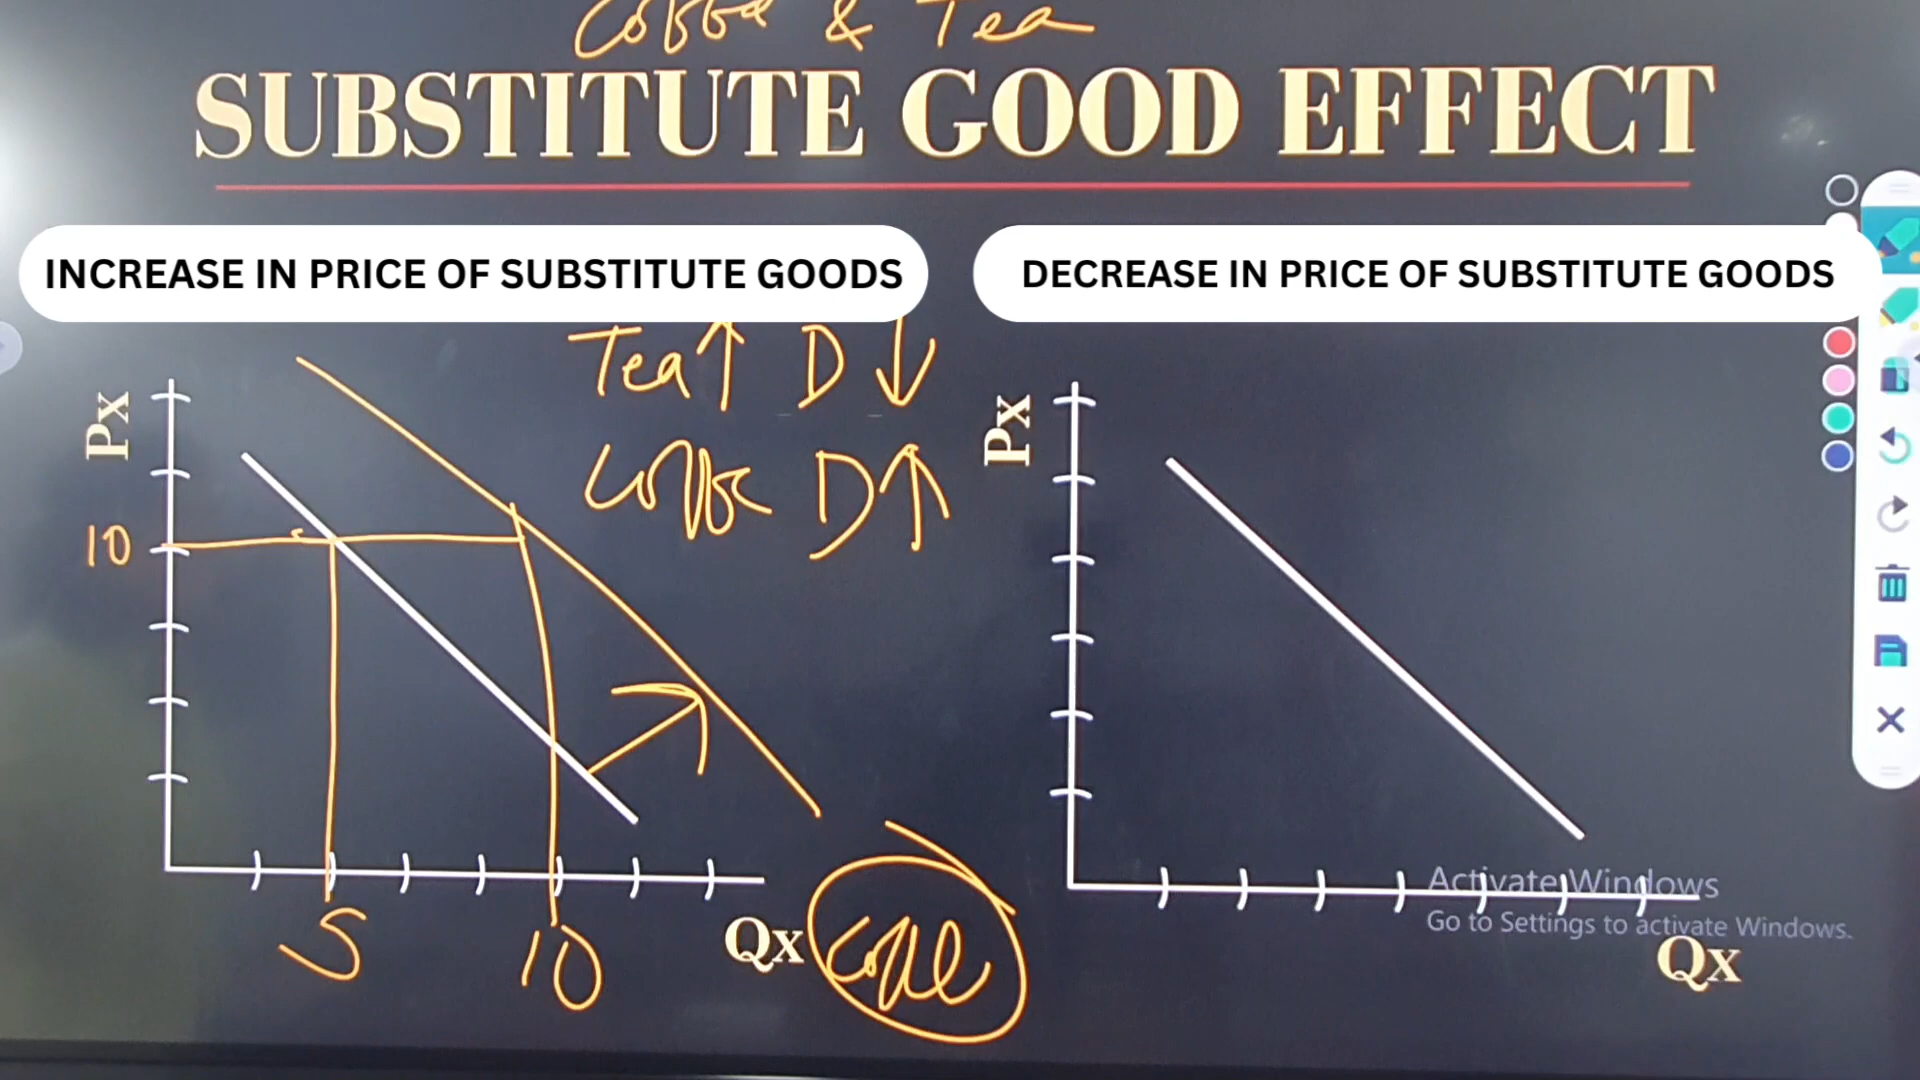 Coffee & Tea
SUBSTITUTE GOOD EFFECT
INCREASE IN PRICE OF SUBSTITUTE GOODS
DECREASE IN PRICE OF SUBSTITUTE GOODS
Tea↑ D ↓
Coffee D↑
Px
10
5
10
Qx
Coffee
Px
Qx
Activate Windows
Go to Settings to activate Windows.